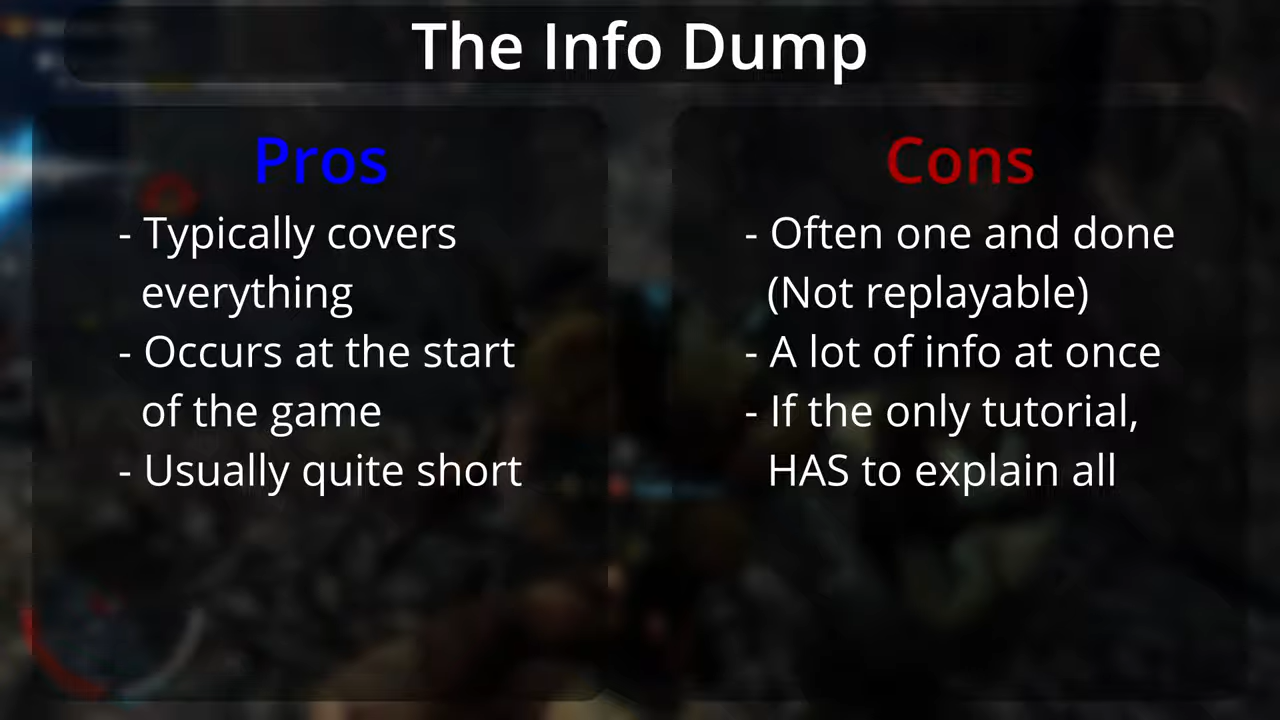 The Info Dump
Pros
- Typically covers
everything
- Occurs at the start
of the game
- Usually quite short
Cons
- Often one and done
(Not replayable)
- A lot of info at once
- If the only tutorial,
HAS to explain all